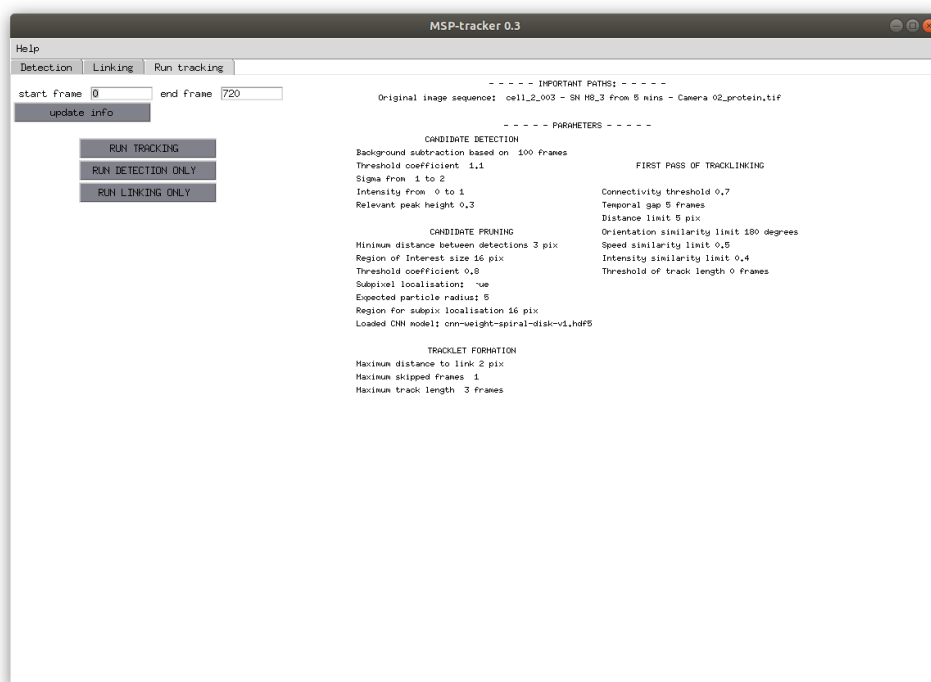 MSP-tracker 0.3
Help
Detection Linking Run tracking
start frame 0 end frame 720
update info
RUN TRACKING
RUN DETECTION ONLY
RUN LINKING ONLY
- - - - - IMPORTANT PATHS: - - - - -
Original image sequence: cell_2_003 - SN H8_3 from 5 mins - Camera 02_protein.tif
- - - - - PARAMETERS - - - - -
CANDIDATE DETECTION
Background subtraction based on 100 frames
Threshold coefficient 1.1
Sigma from 1 to 2
Intensity from 0 to 1
Relevant peak height 0.3
CANDIDATE PRUNING
Minimum distance between detections 3 pix
Region of Interest size 16 pix
Threshold coefficient 0.8
Subpixel localisation:
Expected particle radius: 5
Region for subpix localisation 16 pix
Loaded CNN model: cnn-weight-spiral-disk-v1.hdf5
TRACKLET FORMATION
Maximum distance to link 2 pix
Maximum skipped frames 1
Maximum track length 3 frames
FIRST PASS OF TRACKLINKING
Connectivity threshold 0.7
Temporal gap 5 frames
Distance limit 5 pix
Orientation similarity limit 180 degrees
Speed similarity limit 0.5
Intensity similarity limit 0.4
Threshold of track length 0 frames